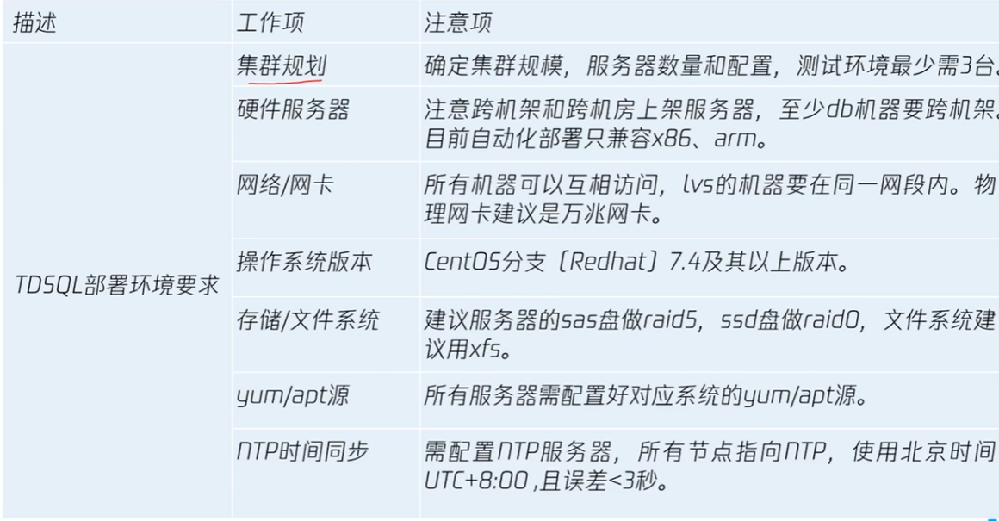 描述
工作项
注意项
TDSQL部署环境要求
集群规划
确定集群规模，服务器数量和配置，测试环境最少需3台。
硬件服务器
注意跨机架和跨机房上架服务器，至少db机器要跨机架。
目前自动化部署只兼容x86、arm。
网络/网卡
所有机器可以互相访问，lvs的机器要在同一网段内。物
理网卡建议是万兆网卡。
操作系统版本
CentOS分支（Redhat）7.4及其以上版本。
存储/文件系统
建议服务器的sas盘做raid5，ssd盘做raid0，文件系统建
议用xfs。
yum/apt源
所有服务器需配置好对应系统的yum/apt源。
NTP时间同步
需配置NTP服务器，所有节点指向NTP，使用北京时间
UTC+8:00 ,且误差<3秒。